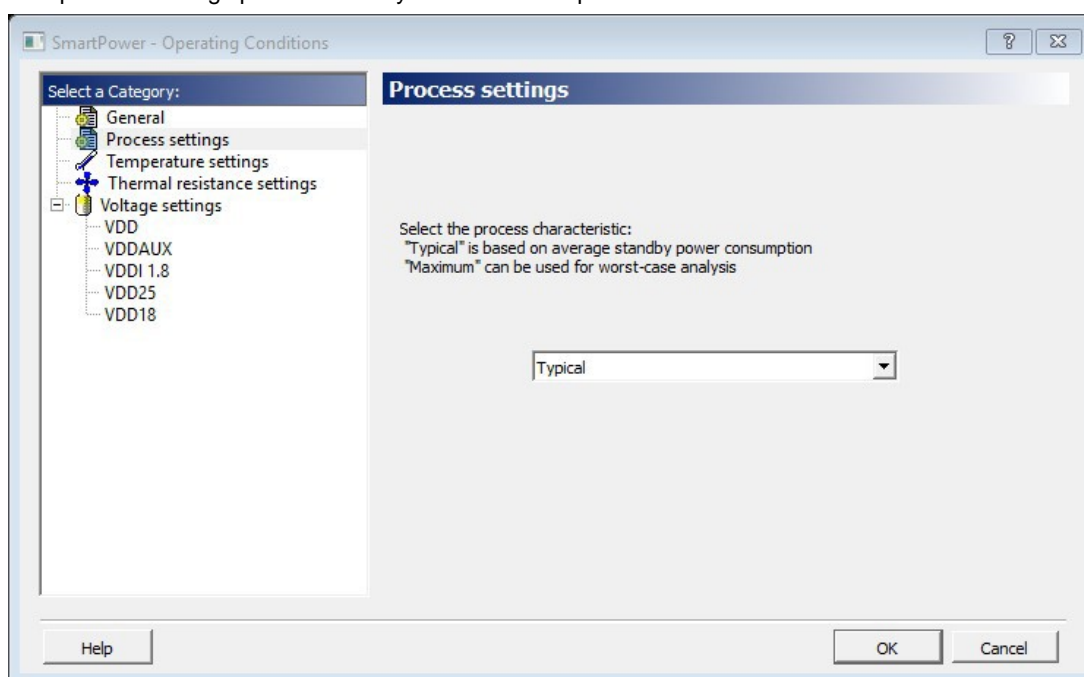 SmartPower - Operating Conditions
Select a Category:
General
Process settings
Temperature settings
Thermal resistance settings
Voltage settings
VDD
VDDAUX
VDDI 1.8
VDD25
VDD18
Process settings
Select the process characteristic:
"Typical" is based on average standby power consumption
"Maximum" can be used for worst-case analysis
Typical
Help
OK
Cancel